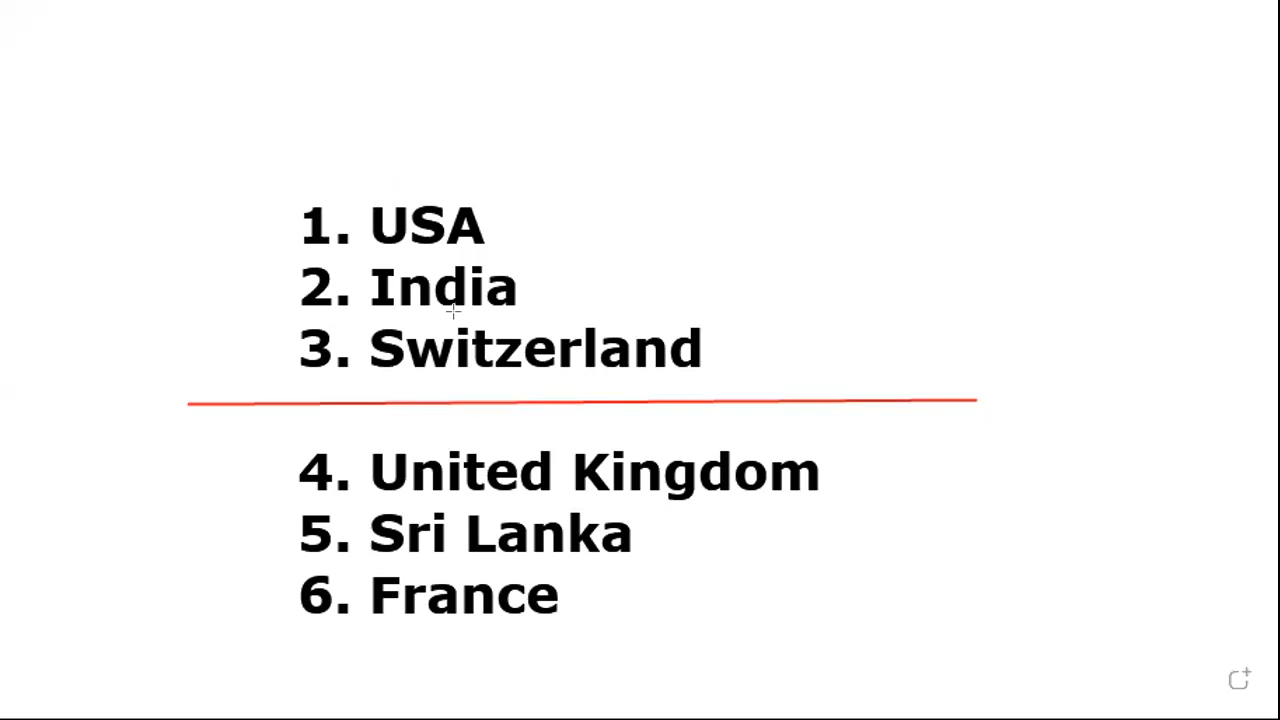 1. USA
2. India
3. Switzerland
4. United Kingdom
5. Sri Lanka
6. France